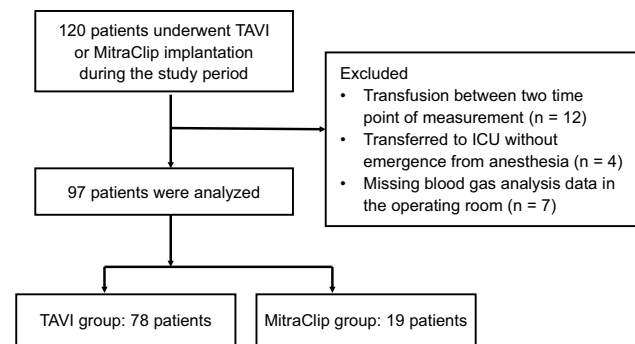 120 patients underwent TAVI
or MitraClip implantation
during the study period
Excluded
• Transfusion between two time
point of measurement (n = 12)
• Transferred to ICU without
emergence from anesthesia (n = 4)
• Missing blood gas analysis data in
the operating room (n = 7)
97 patients were analyzed
TAVI group: 78 patients
MitraClip group: 19 patients